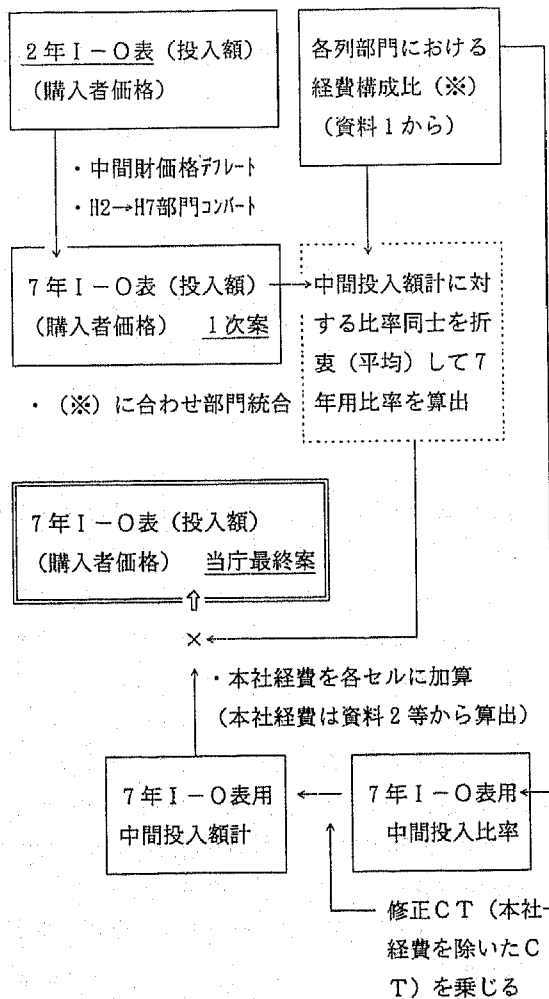 2年Ｉ－Ｏ表（投入額）
（購入者価格）
各列部門における
経費構成比（※）
（資料１から）
・中間財価格デフレート
・H2→H7部門コンバート
７年Ｉ－Ｏ表（投入額）
（購入者価格）　１次案
中間投入額計に対
する比率同士を折
衷（平均）して７
年用比率を算出
・（※）に合わせ部門統合
７年Ｉ－Ｏ表（投入額）
（購入者価格）　当庁最終案
×
・本社経費を各セルに加算
（本社経費は資料２等から算出）
７年Ｉ－Ｏ表用
中間投入額計
７年Ｉ－Ｏ表用
中間投入比率
修正ＣＴ（本社
経費を除いたＣ
Ｔ）を乗じる